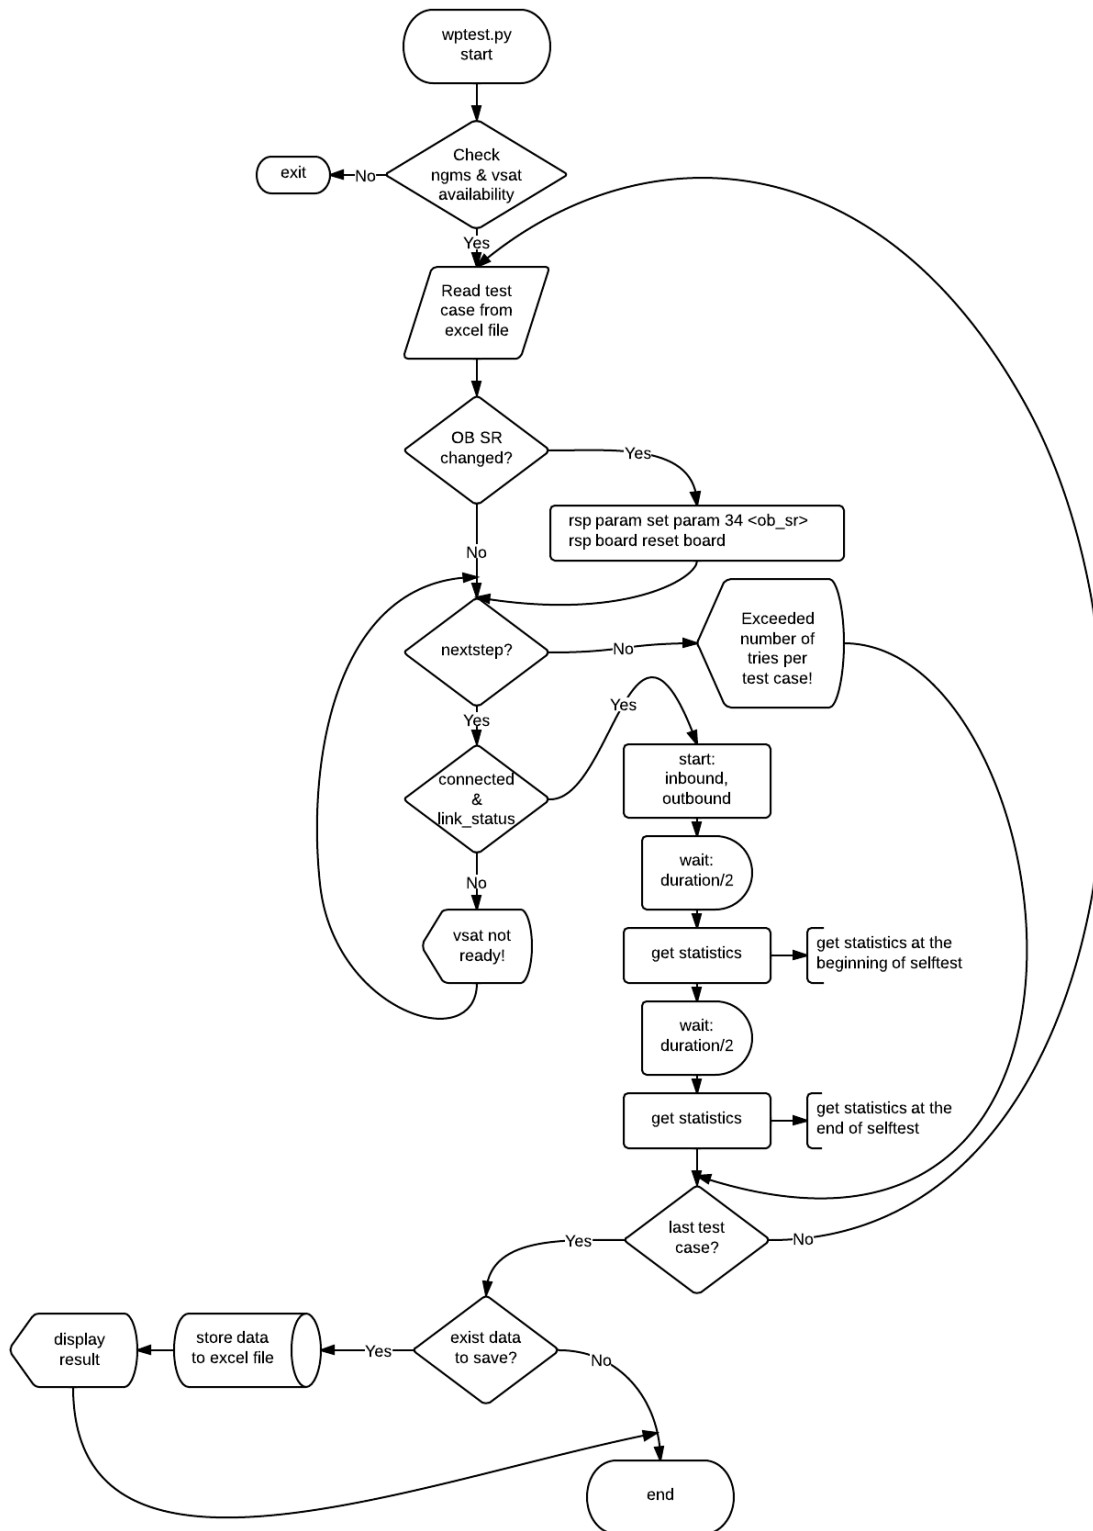 wptest.py
start
Check
ngms & vsat
availability
No
exit
Yes
Read test
case from
excel file
OB SR
changed?
Yes
rsp param set param 34 <ob_sr>
rsp board reset board
No
nextstep?
No
Exceeded
number of
tries per
test case!
Yes
connected
&
link_status
Yes
start:
inbound,
outbound
wait:
duration/2
No
vsat not
ready!
get statistics
get statistics at the
beginning of selftest
wait:
duration/2
get statistics
get statistics at the
end of selftest
last test
case?
Yes
No
exist data
to save?
Yes
No
store data
to excel file
display
result
end